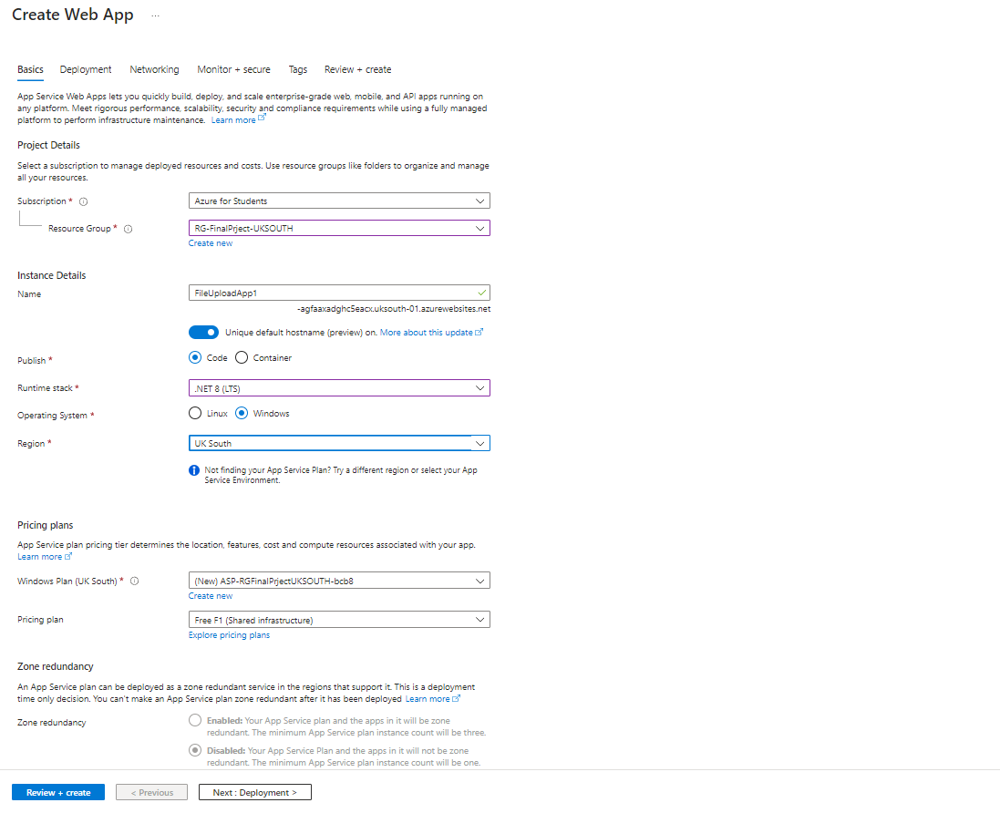 Create Web App ...
Basics Deployment Networking Monitor + secure Tags Review + create
App Service Web Apps lets you quickly build, deploy, and scale enterprise-grade web, mobile, and API apps running on
any platform. Meet rigorous performance, scalability, security and compliance requirements while using a fully managed
platform to perform infrastructure maintenance. Learn more
Project Details
Select a subscription to manage deployed resources and costs. Use resource groups like folders to organize and manage
all your resources.
Subscription * Azure for Students
Resource Group * RG-FinalPrject-UKSOUTH
Create new
Instance Details
Name FileUploadApp1
-agfaaxadghc5eacx.uksouth-01.azurewebsites.net
Unique default hostname (preview) on. More about this update
Publish * Code Container
Runtime stack * .NET 8 (LTS)
Operating System * Linux Windows
Region * UK South
Not finding your App Service Plan? Try a different region or select your App
Service Environment.
Pricing plans
App Service plan pricing tier determines the location, features, cost and compute resources associated with your app.
Learn more
Windows Plan (UK South) * (New) ASP-RGFinalPrjectUKSOUTH-bcb8
Create new
Pricing plan Free F1 (Shared infrastructure)
Explore pricing plans
Zone redundancy
An App Service plan can be deployed as a zone redundant service in the regions that support it. This is a deployment
time only decision. You can't make an App Service plan zone redundant after it has been deployed Learn more
Zone redundancy Enabled: Your App Service plan and the apps in it will be zone
redundant. The minimum App Service plan instance count will be three.
Disabled: Your App Service Plan and the apps in it will not be zone
redundant. The minimum App Service plan instance count will be one.
Review + create < Previous Next : Deployment >